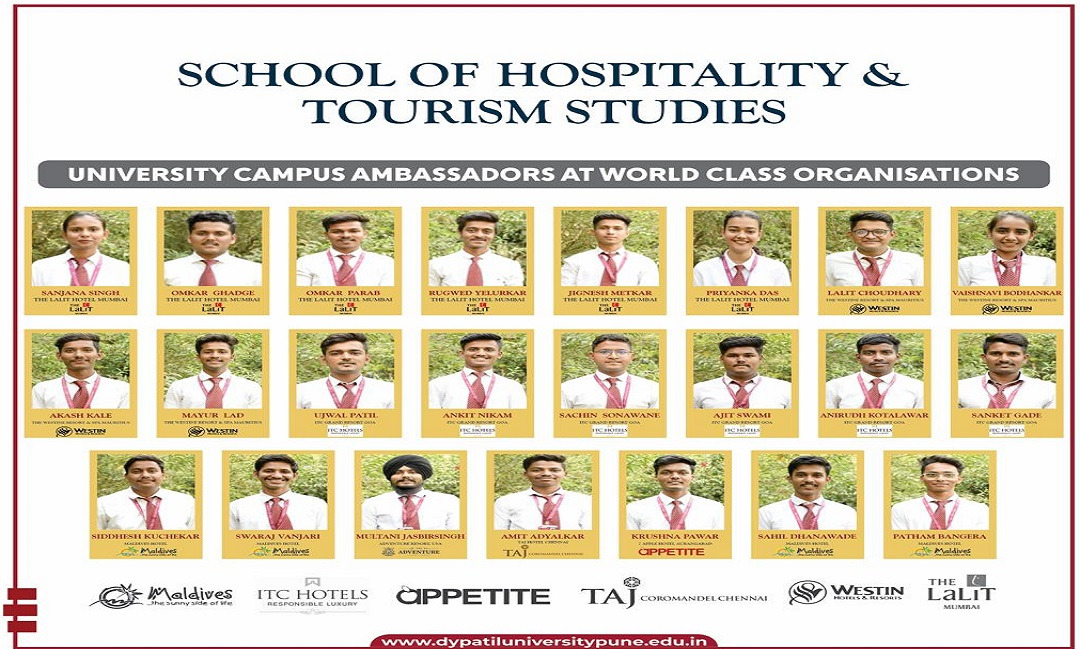 SCHOOL OF HOSPITALITY &
TOURISM STUDIES
UNIVERSITY CAMPUS AMBASSADORS AT WORLD CLASS ORGANISATIONS
SANJANA SINGH
THE LALIT HOTEL MUMBAI
THE
LaLiT
OMKAR GHADGE
THE LALIT HOTEL MUMBAI
THE
LaLiT
OMKAR PARAB
THE LALIT HOTEL MUMBAI
THE
LaLiT
RUGWED YELURKAR
THE LALIT HOTEL MUMBAI
THE
LaLiT
JIGNESH METKAR
THE LALIT HOTEL MUMBAI
THE
LaLiT
PRIYANKA DAS
THE LALIT HOTEL MUMBAI
THE
LaLiT
LALIT CHOUDHARY
THE WESTINE RESORT & SPA MAURITIUS
WESTIN
VAISHNAVI BODHANKAR
THE WESTINE RESORT & SPA MAURITIUS
WESTIN
AKASH KALE
THE WESTINE RESORT & SPA MAURITIUS
WESTIN
MAYUR LAD
THE WESTINE RESORT & SPA MAURITIUS
WESTIN
UJWAL PATIL
ITC GRAND RESORT GOA
ITC HOTELS
ANKIT NIKAM
ITC GRAND RESORT GOA
ITC HOTELS
SACHIN SONAWANE
ITC GRAND RESORT GOA
ITC HOTELS
AJIT SWAMI
ITC GRAND RESORT GOA
ITC HOTELS
ANIRUDH KOTALAWAR
ITC GRAND RESORT GOA
ITC HOTELS
SANKET GADE
ITC GRAND RESORT GOA
ITC HOTELS
SIDDHESH KUCHEKAR
MALDIVES HOTEL
Maldives
SWARAJ VANJARI
MALDIVES HOTEL
Maldives
MULTANI JASBIRSINGH
ADVENTURE RESORT, USA
ADVENTURE
AMIT ADYALKAR
TAJ HOTEL CHENNAI
TAJ COROMANDEL CHENNAI
KRUSHNA PAWAR
7 APPLE HOTEL AURANGABAD
APPETITE
SAHIL DHANAWADE
MALDIVES HOTEL
Maldives
PATHAM BANGERA
MALDIVES HOTEL
Maldives
Maldives
...the sunny side of life
ITC HOTELS
RESPONSIBLE LUXURY
APPETITE
TAJ COROMANDEL CHENNAI
WESTIN
HOTELS & RESORTS
THE
LaLiT
MUMBAI
www.dypatiluniversitypune.edu.in